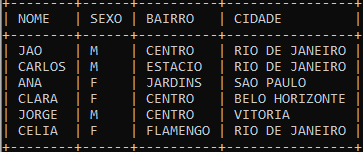 NOME SEXO BAIRRO CIDADE
JAO M CENTRO RIO DE JANEIRO
CARLOS M ESTACIO RIO DE JANEIRO
ANA F JARDINS SAO PAULO
CLARA F CENTRO BELO HORIZONTE
JORGE M CENTRO VITORIA
CELIA F FLAMENGO RIO DE JANEIRO